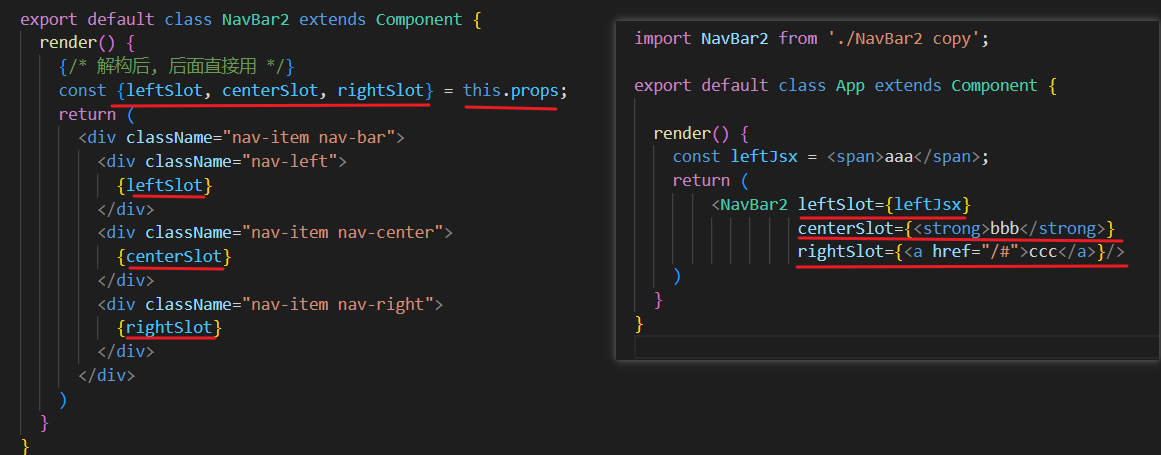 export default class NavBar2 extends Component {
render() {
{/* 解构后, 后面直接用 */}
const {leftSlot, centerSlot, rightSlot} = this.props;
return (
<div className="nav-item nav-bar">
<div className="nav-left">
{leftSlot}
</div>
<div className="nav-item nav-center">
{centerSlot}
</div>
<div className="nav-item nav-right">
{rightSlot}
</div>
</div>
)
}
}
import NavBar2 from './NavBar2 copy';
export default class App extends Component {
render() {
const leftJsx = <span>aaa</span>;
return (
<NavBar2 leftSlot={leftJsx}
centerSlot={<strong>bbb</strong>}
rightSlot={<a href="/#">ccc</a>}/>
)
}
}